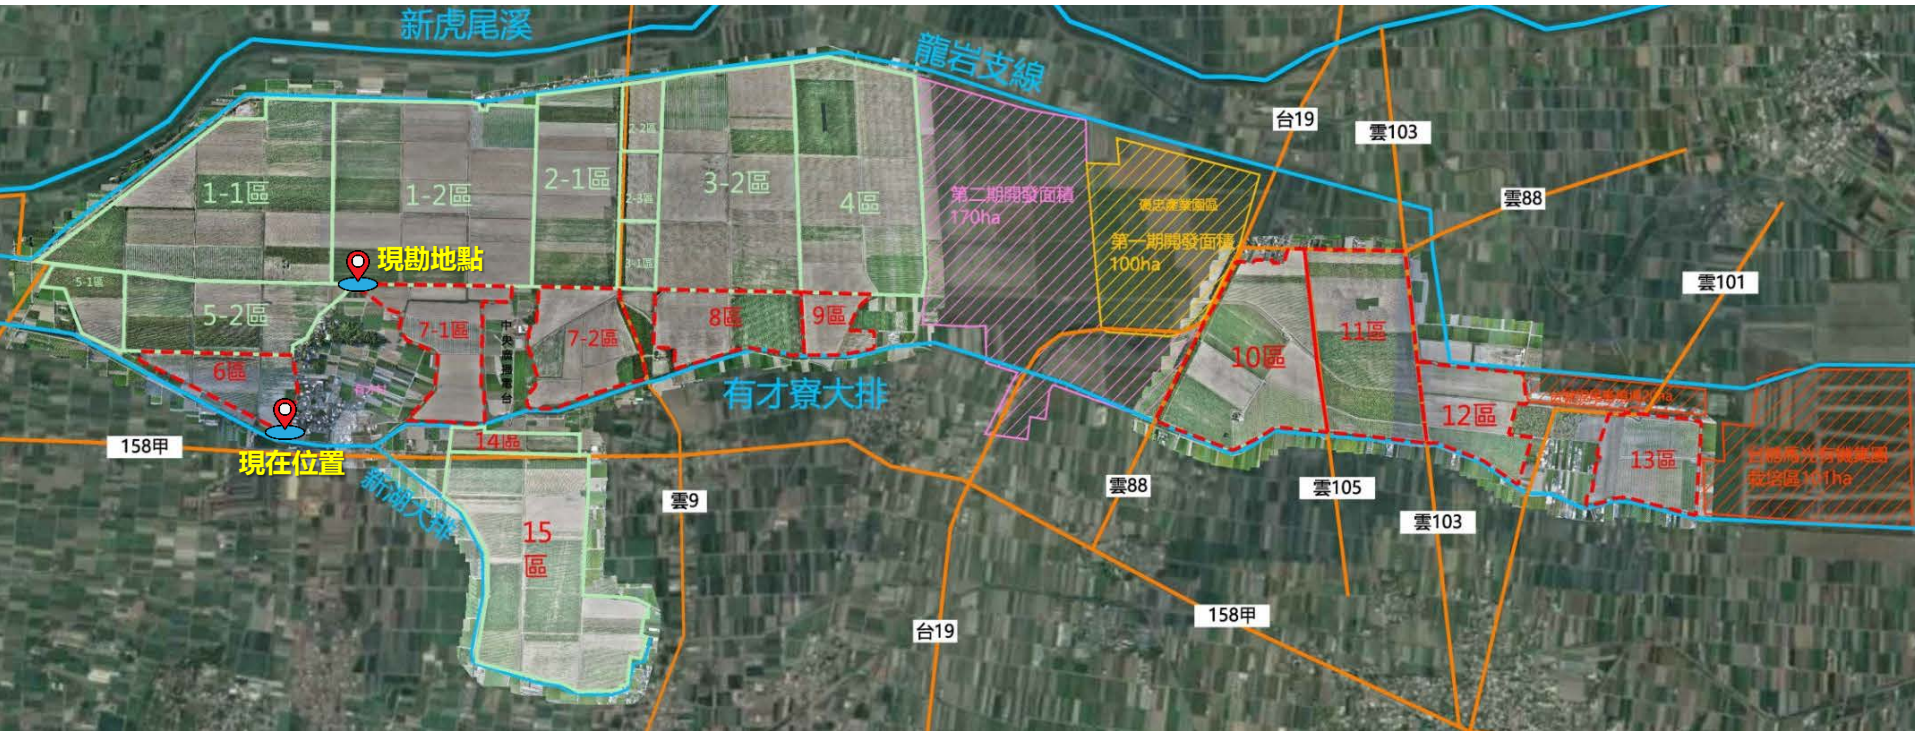 新虎尾溪
龍岩支線
台19
雲103
2-2區
1-1區
1-2區
2-1區
2-3區
3-2區
4區
第二期開發面積
170ha
第一期開發面積
100ha
雲88
現勘地點
3-1區
5-1區
5-2區
雲101
7-1區
7-2區
8區
9區
10區
11區
6區
有才寮大排
12區
158甲
14區
13區
現在位置
新湖大排
雲9
雲88
雲105
雲103
15
區
台19
158甲